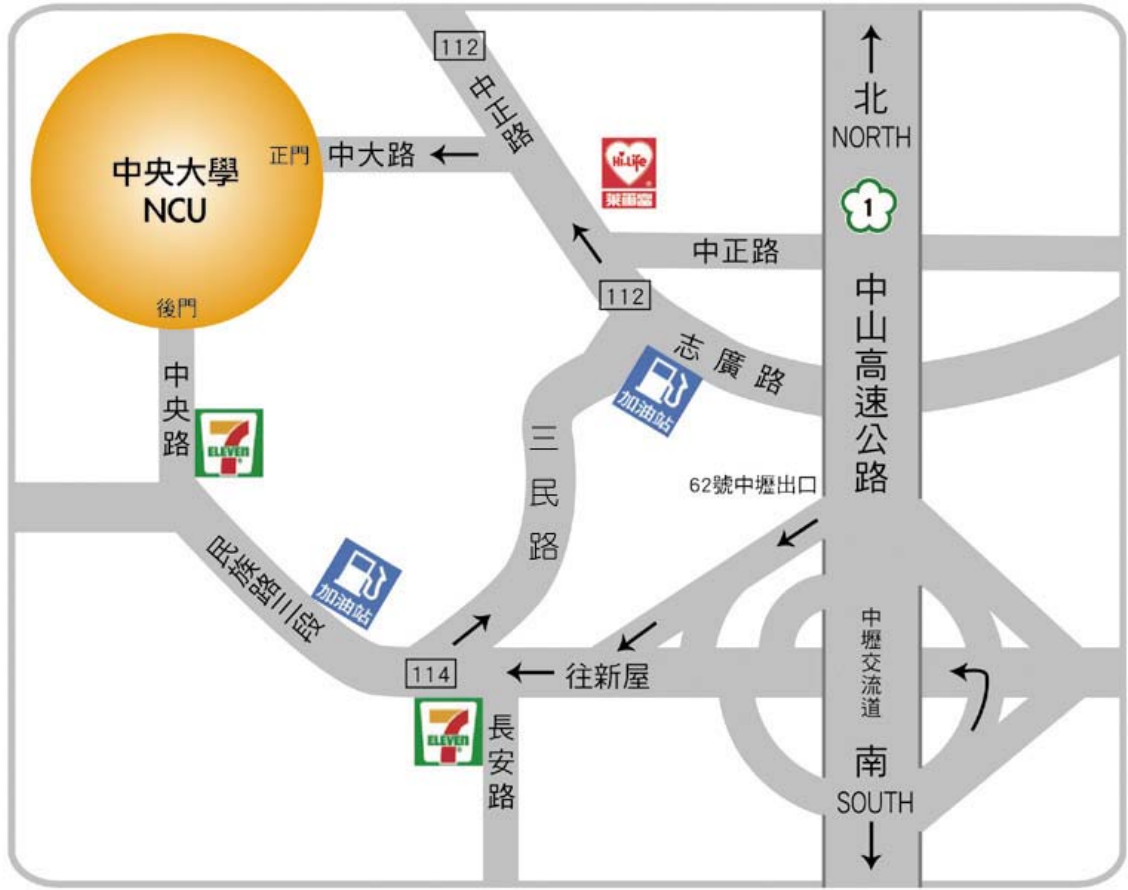 112
中正路
北
NORTH
正門
中大路
中央大學
NCU
Hi-Life
萊爾富
1
中正路
112
後門
中山高速公路
志廣路
加油站
中央路
7
ELEVEN
三民路
62號中壢出口
民族路三段
加油站
中壢交流道
114
往新屋
7
ELEVEN
長安路
南
SOUTH